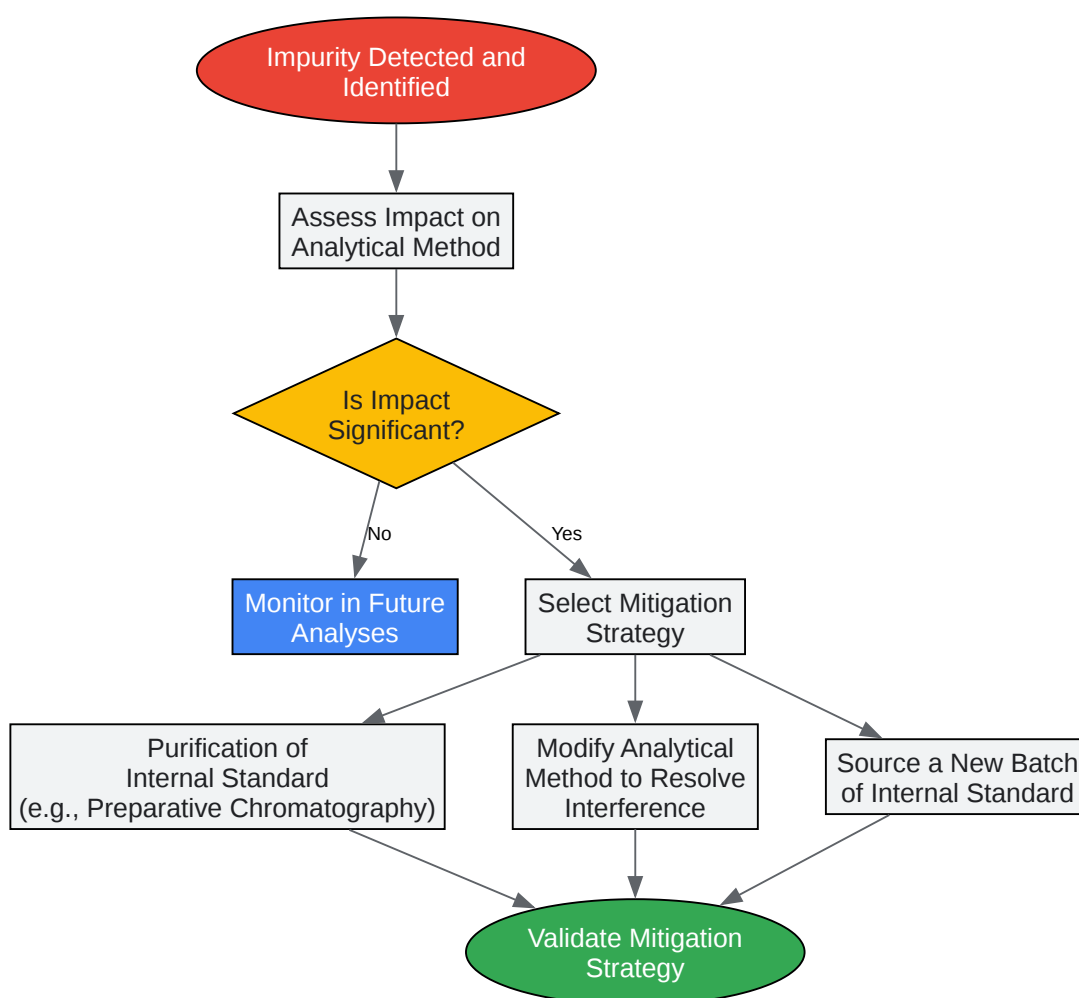 Impurity Detected and
Identified
Assess Impact on
Analytical Method
Is Impact
Significant?
No
Yes
Monitor in Future
Analyses
Select Mitigation
Strategy
Purification of
Internal Standard
(e.g., Preparative Chromatography)
Modify Analytical
Method to Resolve
Interference
Source a New Batch
of Internal Standard
Validate Mitigation
Strategy